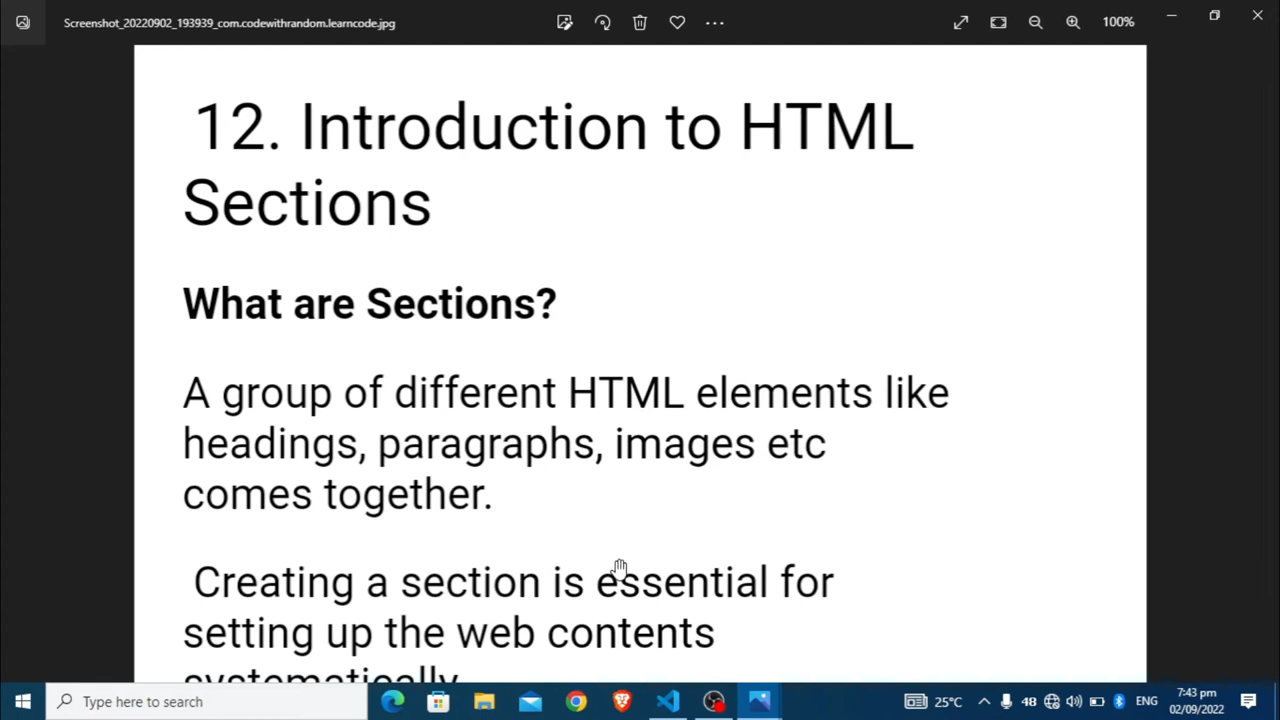 Screenshot_20220902_193939_com.codewithrandom.learncode.jpg
100%
12. Introduction to HTML
Sections
What are Sections?
A group of different HTML elements like
headings, paragraphs, images etc
comes together.
Creating a section is essential for
setting up the web contents
systematically
Type here to search
25°C
48
ENG
7:43 pm
02/09/2022